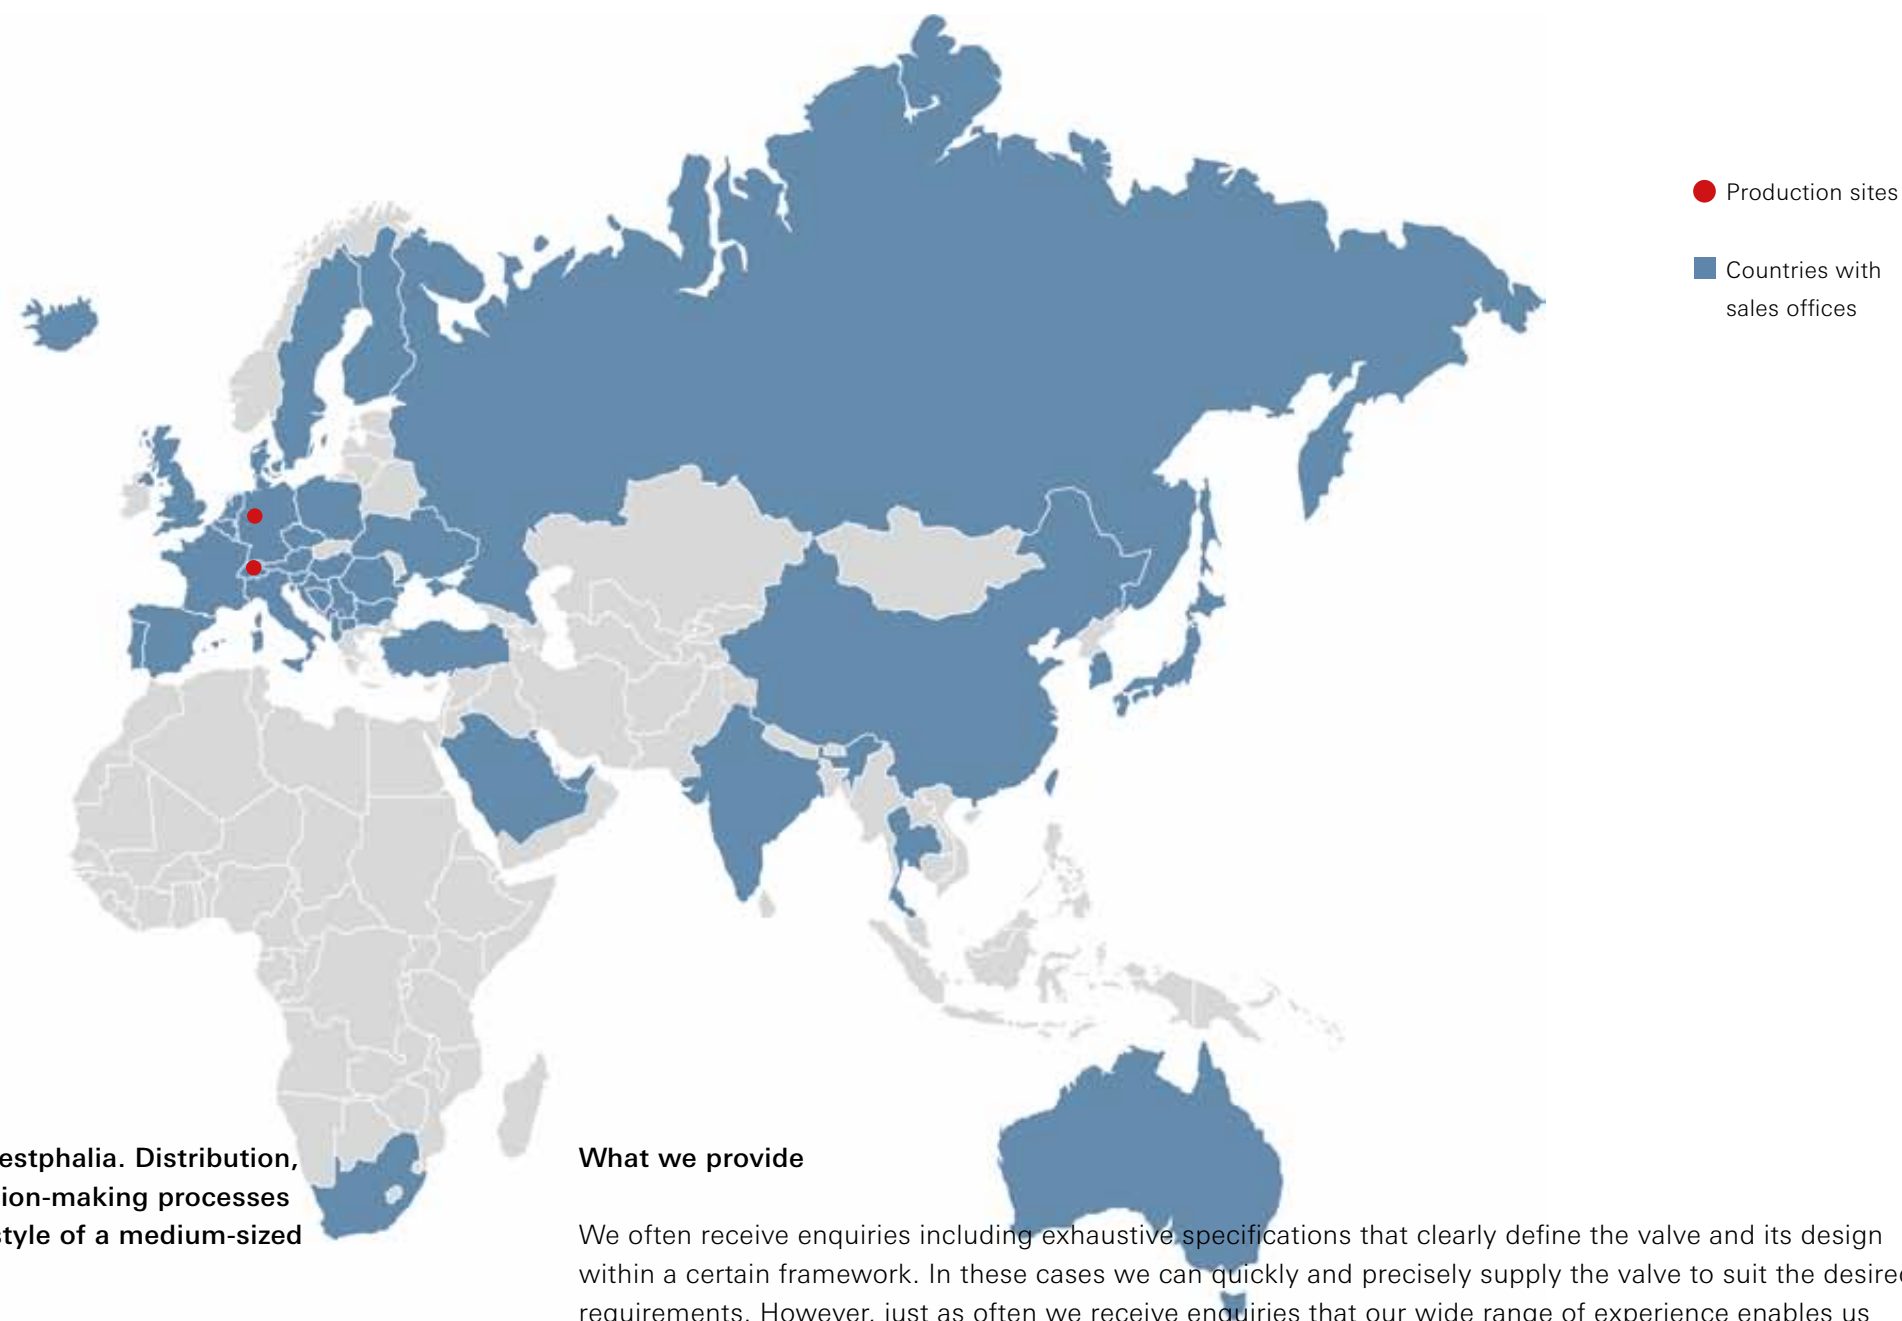 Production sites
Countries with
sales offices
estphalia. Distribution,
ion-making processes
style of a medium-sized
What we provide
We often receive enquiries including exhaustive specifications that clearly define the valve and its design
within a certain framework. In these cases we can quickly and precisely supply the valve to suit the desired
requirements. However, just as often we receive enquiries that our wide range of experience enables us